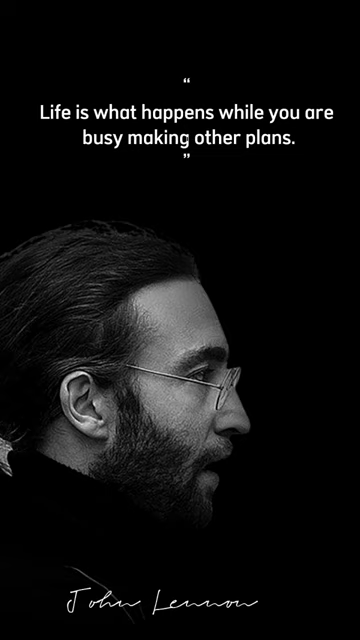 “
Life is what happens while you are
busy making other plans.
”
John Lennon